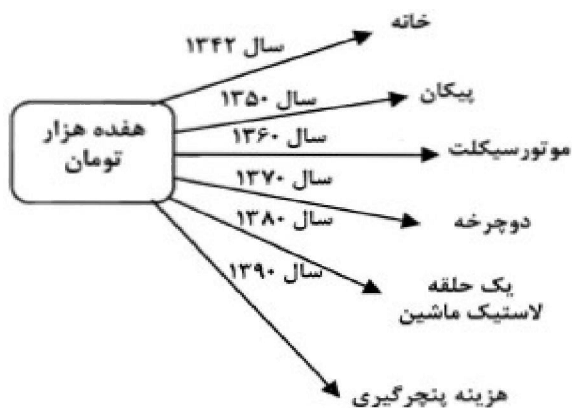 خانه
سال ۱۳۴۲
پیکان
سال ۱۳۵۰
هفده هزار
تومان
سال ۱۳۶۰
موتورسیکلت
سال ۱۳۷۰
دوچرخه
سال ۱۳۸۰
سال ۱۳۹۰
یک حلقه
لاستیک ماشین
هزینه پنچرگیری